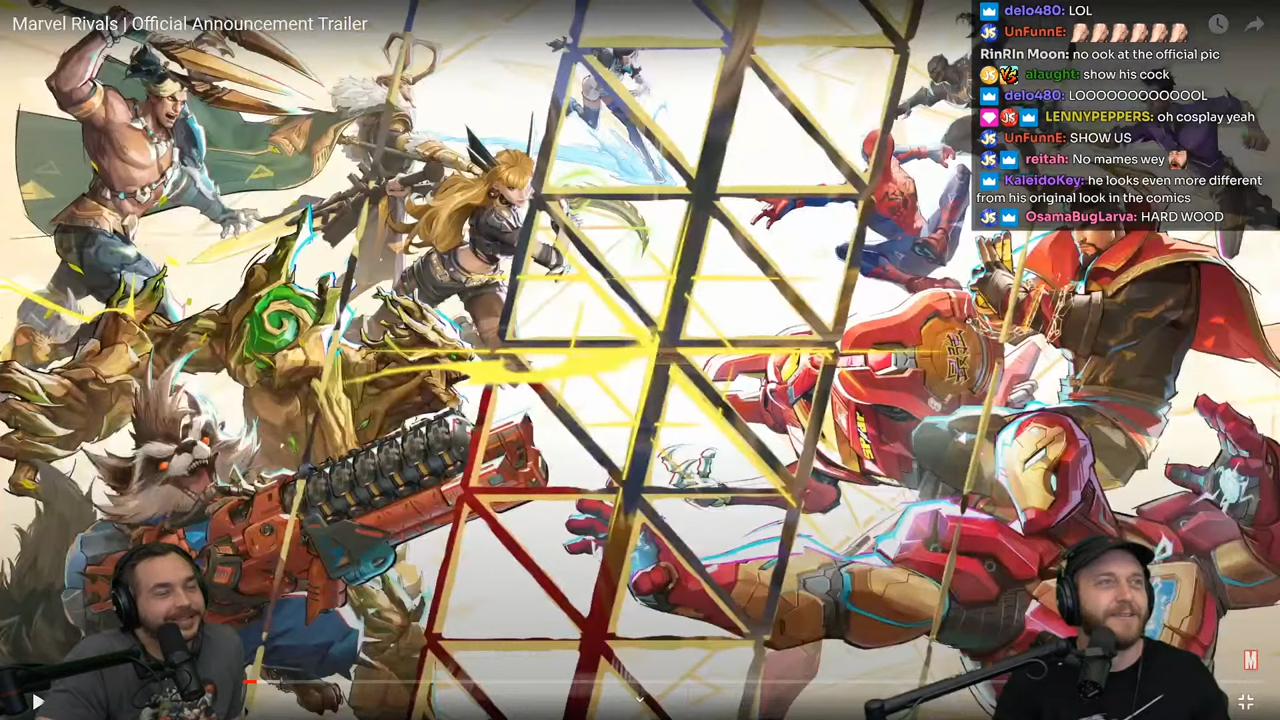 Marvel Rivals | Official Announcement Trailer
delo480: LOL
UnFunnE:
RinRIn Moon: no ook at the official pic
alaught: show his cock
delo480: LOOOOOOOOOOOOL
LENNYPEPPERS: oh cosplay yeah
UnFunnE: SHOW US
reitah: No mames wey
KaleidoKey: he looks even more different
from his original look in the comics
OsamaBugLarva: HARD WOOD
M